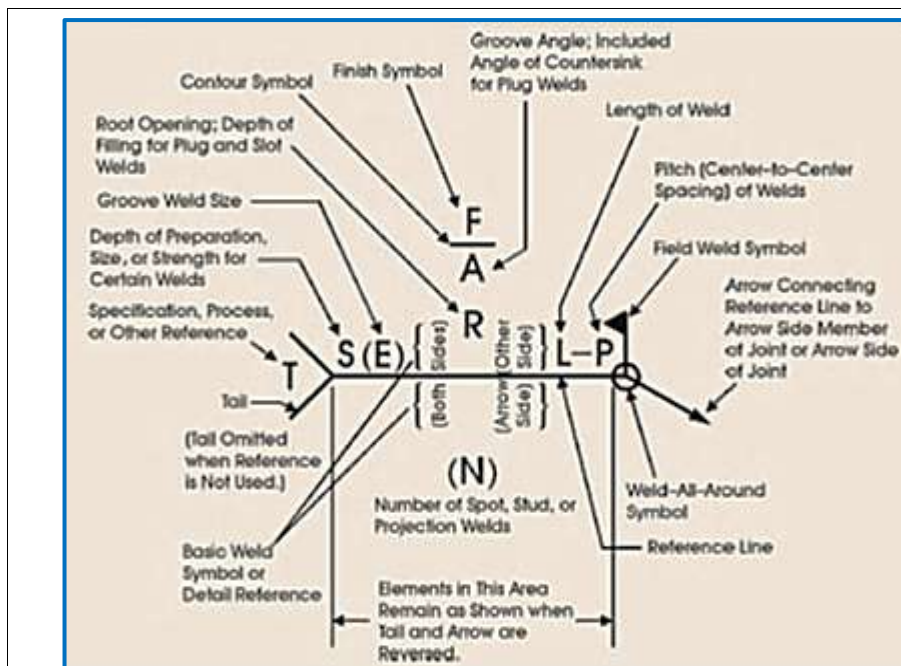 Groove Angle; Included
Angle of Countersink
for Plug Welds
Finish Symbol
Contour Symbol
Length of Weld
Root Opening; Depth of
Filling for Plug and Slot
Welds
Pitch (Center-to-Center
Spacing) of Welds
Groove Weld Size
F
A
Depth of Preparation,
Size, or Strength for
Certain Welds
Field Weld Symbol
Arrow Connecting
Reference Line to
Arrow Side Member
of Joint or Arrow Side
of Joint
Specification, Process,
or Other Reference
R
S (E)
(Both Sides)
(Arrow Side)
(Other Side)
L–P
T
Tail
(Tail Omitted
when Reference
is Not Used.)
(N)
Number of Spot, Stud, or
Projection Welds
Weld-All-Around
Symbol
Reference Line
Basic Weld
Symbol or
Detail Reference
Elements in This Area
Remain as Shown when
Tail and Arrow are
Reversed.